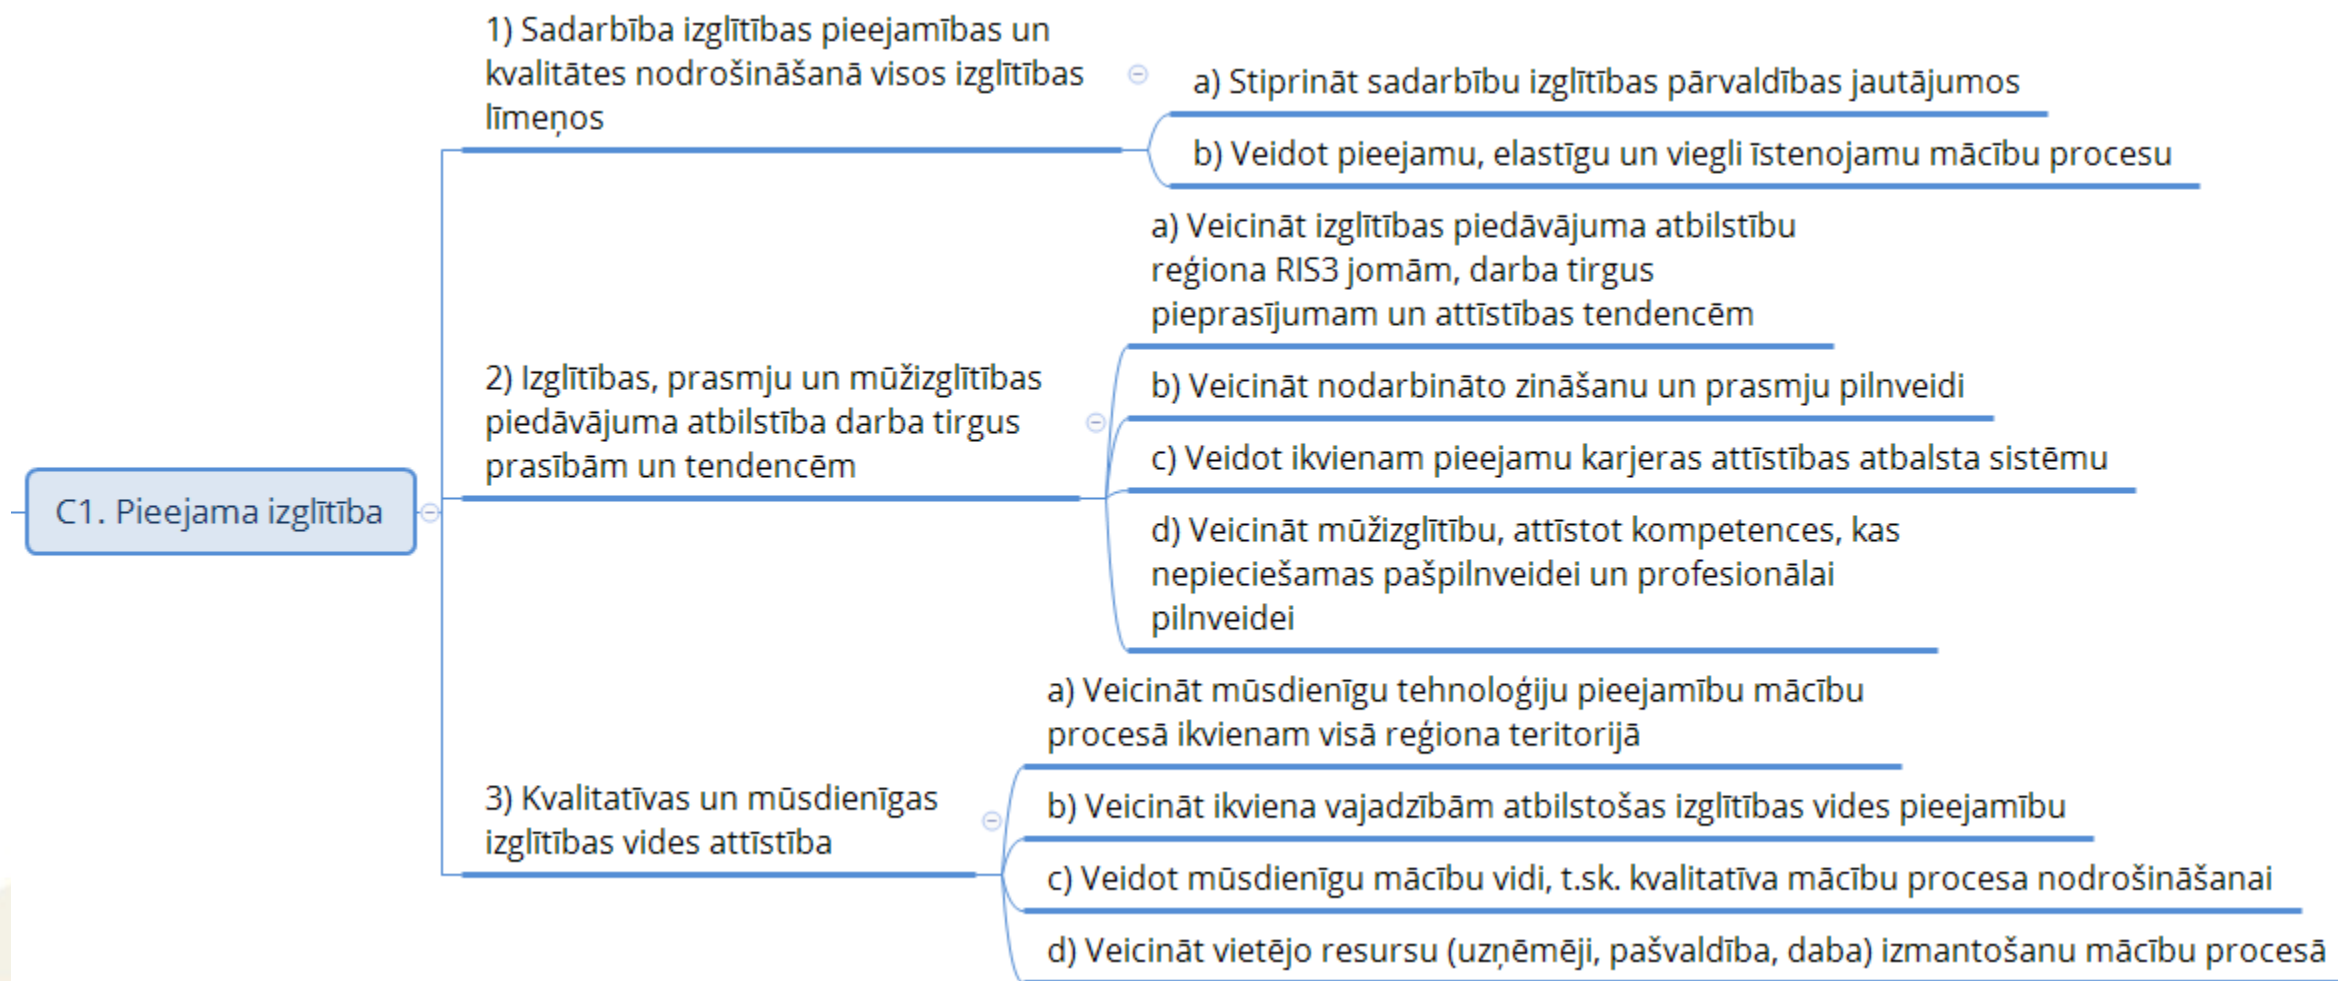 1) Sadarbība izglītības pieejamības un
kvalitātes nodrošināšanā visos izglītības
līmeņos
a) Stiprināt sadarbību izglītības pārvaldības jautājumos
b) Veidot pieejamu, elastīgu un viegli īstenojamu mācību procesu
C1. Pieejama izglītība
2) Izglītības, prasmju un mūžizglītības
piedāvājuma atbilstība darba tirgus
prasībām un tendencēm
a) Veicināt izglītības piedāvājuma atbilstību
reģiona RIS3 jomām, darba tirgus
pieprasījumam un attīstības tendencēm
b) Veicināt nodarbināto zināšanu un prasmju pilnveidi
c) Veidot ikvienam pieejamu karjeras attīstības atbalsta sistēmu
d) Veicināt mūžizglītību, attīstot kompetences, kas
nepieciešamas pašpilnveidei un profesionālai
pilnveidei
3) Kvalitatīvas un mūsdienīgas
izglītības vides attīstība
a) Veicināt mūsdienīgu tehnoloģiju pieejamību mācību
procesā ikvienam visā reģiona teritorijā
b) Veicināt ikviena vajadzībām atbilstošas izglītības vides pieejamību
c) Veidot mūsdienīgu mācību vidi, t.sk. kvalitatīva mācību procesa nodrošināšanai
d) Veicināt vietējo resursu (uzņēmēji, pašvaldība, daba) izmantošanu mācību procesā